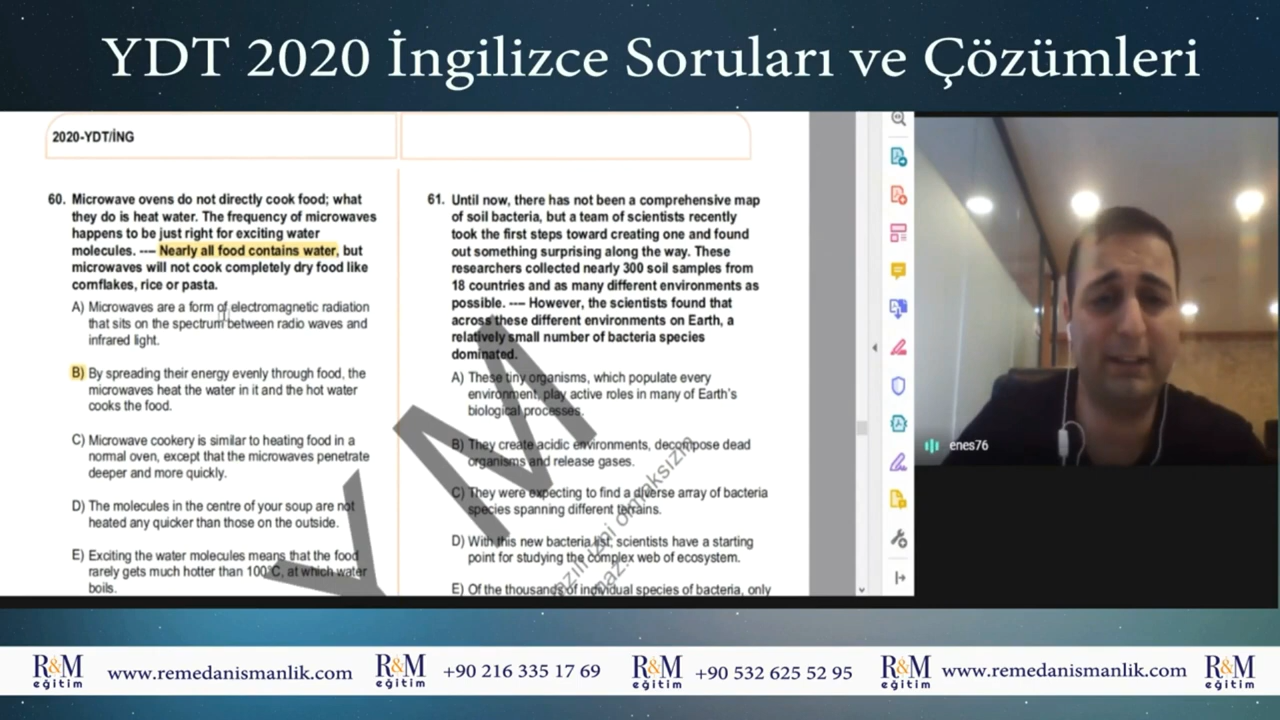 YDT 2020 İngilizce Soruları ve Çözümleri
2020-YDT/İNG
60. Microwave ovens do not directly cook food; what
they do is heat water. The frequency of microwaves
happens to be just right for exciting water
molecules. ---- Nearly all food contains water, but
microwaves will not cook completely dry food like
cornflakes, rice or pasta.
A) Microwaves are a form of electromagnetic radiation
that sits on the spectrum between radio waves and
infrared light.
B) By spreading their energy evenly through food, the
microwaves heat the water in it and the hot water
cooks the food.
C) Microwave cookery is similar to heating food in a
normal oven, except that the microwaves penetrate
deeper and more quickly.
D) The molecules in the centre of your soup are not
heated any quicker than those on the outside.
E) Exciting the water molecules means that the food
rarely gets much hotter than 100°C, at which water
boils.
61. Until now, there has not been a comprehensive map
of soil bacteria, but a team of scientists recently
took the first steps toward creating one and found
out something surprising along the way. These
researchers collected nearly 300 soil samples from
18 countries and as many different environments as
possible. ---- However, the scientists found that
across these different environments on Earth, a
relatively small number of bacteria species
dominated.
A) These tiny organisms, which populate every
environment, play active roles in many of Earth's
biological processes.
B) They create acidic environments, decompose dead
organisms and release gases.
C) They were expecting to find a diverse array of bacteria
species spanning different terrains.
D) With this new bacteria list, scientists have a starting
point for studying the complex web of ecosystem.
E) Of the thousands of individual species of bacteria, only
Y M
enes76
R&M
eğitim
www.remedanismanlik.com
R&M
eğitim
+90 216 335 17 69
R&M
eğitim
+90 532 625 52 95
R&M
eğitim
www.remedanismanlik.com
R&M
eğitim